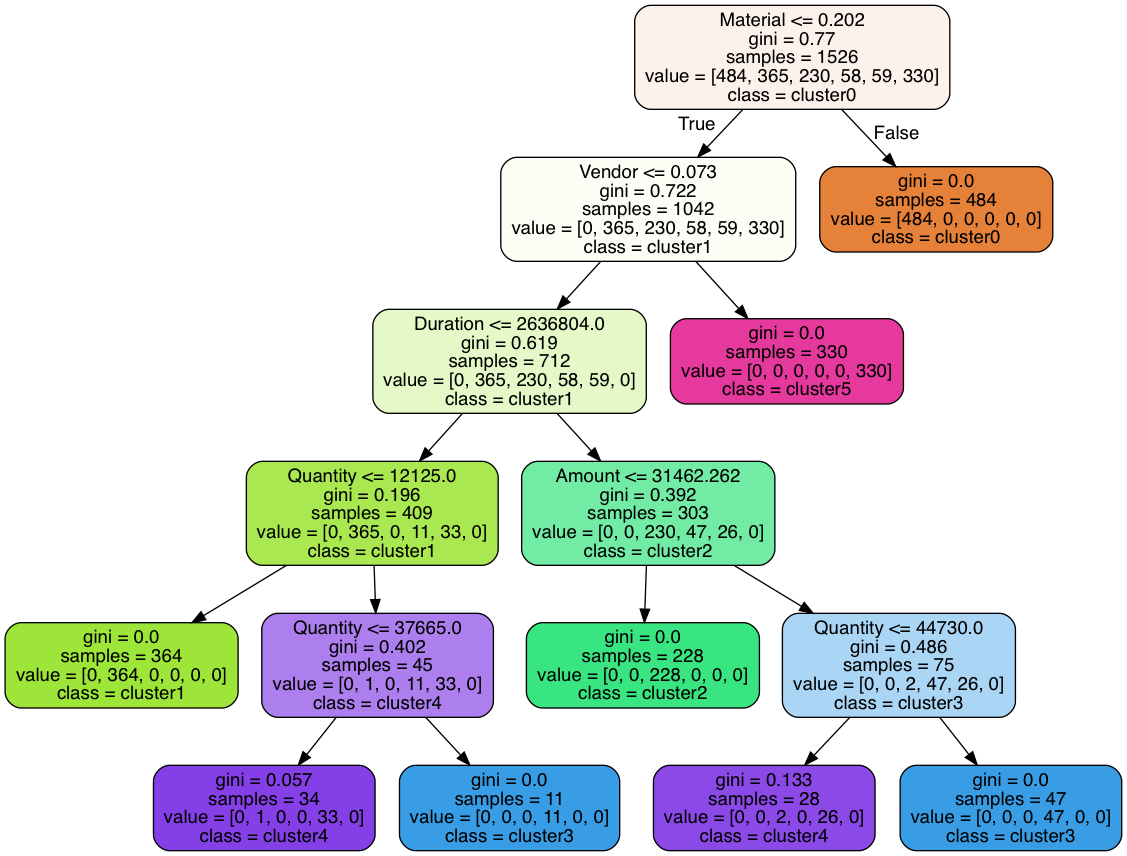 Material <= 0.202
gini = 0.77
samples = 1526
value = [484, 365, 230, 58, 59, 330]
class = cluster0
True
False
Vendor <= 0.073
gini = 0.722
samples = 1042
value = [0, 365, 230, 58, 59, 330]
class = cluster1
gini = 0.0
samples = 484
value = [484, 0, 0, 0, 0, 0]
class = cluster0
Duration <= 2636804.0
gini = 0.619
samples = 712
value = [0, 365, 230, 58, 59, 0]
class = cluster1
gini = 0.0
samples = 330
value = [0, 0, 0, 0, 0, 330]
class = cluster5
Quantity <= 12125.0
gini = 0.196
samples = 409
value = [0, 365, 0, 11, 33, 0]
class = cluster1
Amount <= 31462.262
gini = 0.392
samples = 303
value = [0, 0, 230, 47, 26, 0]
class = cluster2
gini = 0.0
samples = 364
value = [0, 364, 0, 0, 0, 0]
class = cluster1
Quantity <= 37665.0
gini = 0.402
samples = 45
value = [0, 1, 0, 11, 33, 0]
class = cluster4
gini = 0.0
samples = 228
value = [0, 0, 228, 0, 0, 0]
class = cluster2
Quantity <= 44730.0
gini = 0.486
samples = 75
value = [0, 0, 2, 47, 26, 0]
class = cluster3
gini = 0.057
samples = 34
value = [0, 1, 0, 0, 33, 0]
class = cluster4
gini = 0.0
samples = 11
value = [0, 0, 0, 11, 0, 0]
class = cluster3
gini = 0.133
samples = 28
value = [0, 0, 2, 0, 26, 0]
class = cluster4
gini = 0.0
samples = 47
value = [0, 0, 0, 47, 0, 0]
class = cluster3